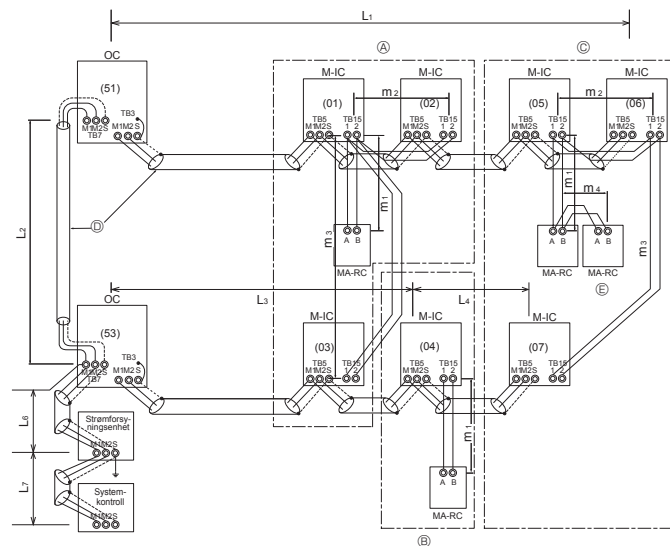 L1
OC
Ⓐ
Ⓒ
M-IC
M-IC
M-IC
M-IC
(51)
(01)
m2
(02)
(05)
m2
(06)
TB3
M1M2S
TB7
M1M2S
TB5
M1M2S
TB15
1 2
TB5
M1M2S
TB15
1 2
TB5
M1M2S
TB15
1 2
TB5
M1M2S
TB15
1 2
L2
Ⓓ
m1
m3
m1
m4
m3
A B
MA-RC
A B
MA-RC
A B
MA-RC
Ⓔ
OC
L3
L4
M-IC
M-IC
M-IC
(53)
(03)
(04)
(07)
TB3
M1M2S
TB7
M1M2S
TB5
M1M2S
TB15
1 2
TB5
M1M2S
TB15
1 2
TB5
M1M2S
TB15
1 2
L6
Strømforsy-
ningsenhet
M1M2S
m1
L7
System-
kontroll
M1M2S
A B
MA-RC
Ⓑ